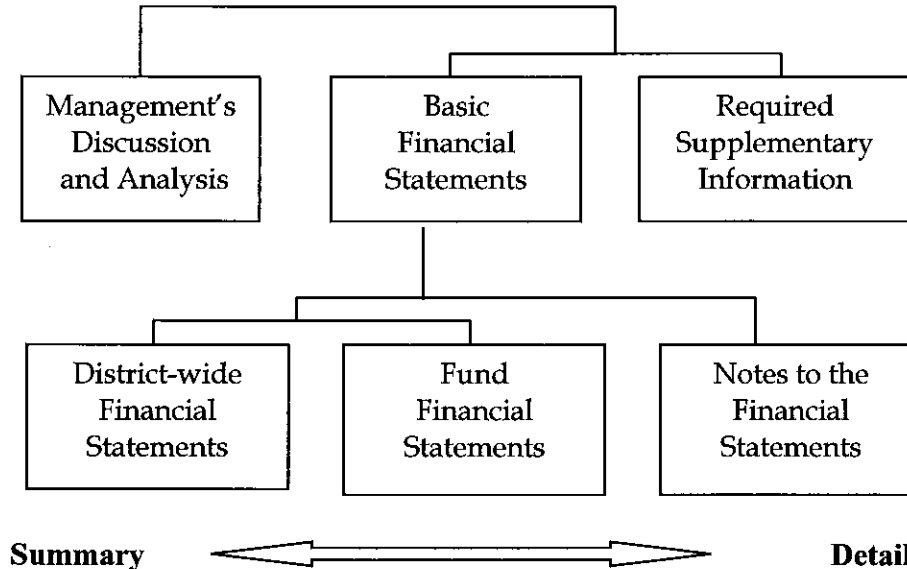 Management's
Discussion
and Analysis
Basic
Financial
Statements
Required
Supplementary
Information
District-wide
Financial
Statements
Fund
Financial
Statements
Notes to the
Financial
Statements
Summary
Detail